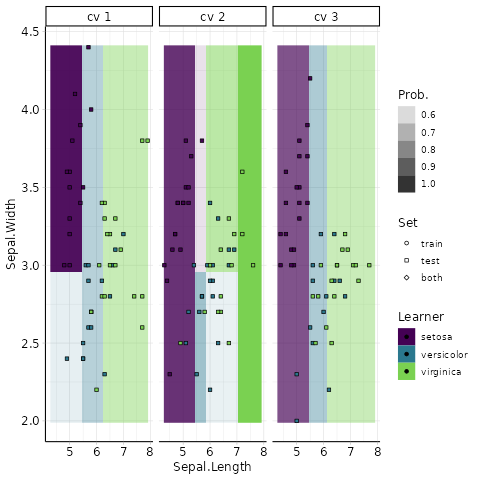 cv 1 cv 2 cv 3
4.5
4.0
3.5
3.0
2.5
2.0
Sepal.Width
5 6 7 8 5 6 7 8 5 6 7 8
Sepal.Length
Prob.
0.6
0.7
0.8
0.9
1.0
Set
train
test
both
Learner
setosa
versicolor
virginica